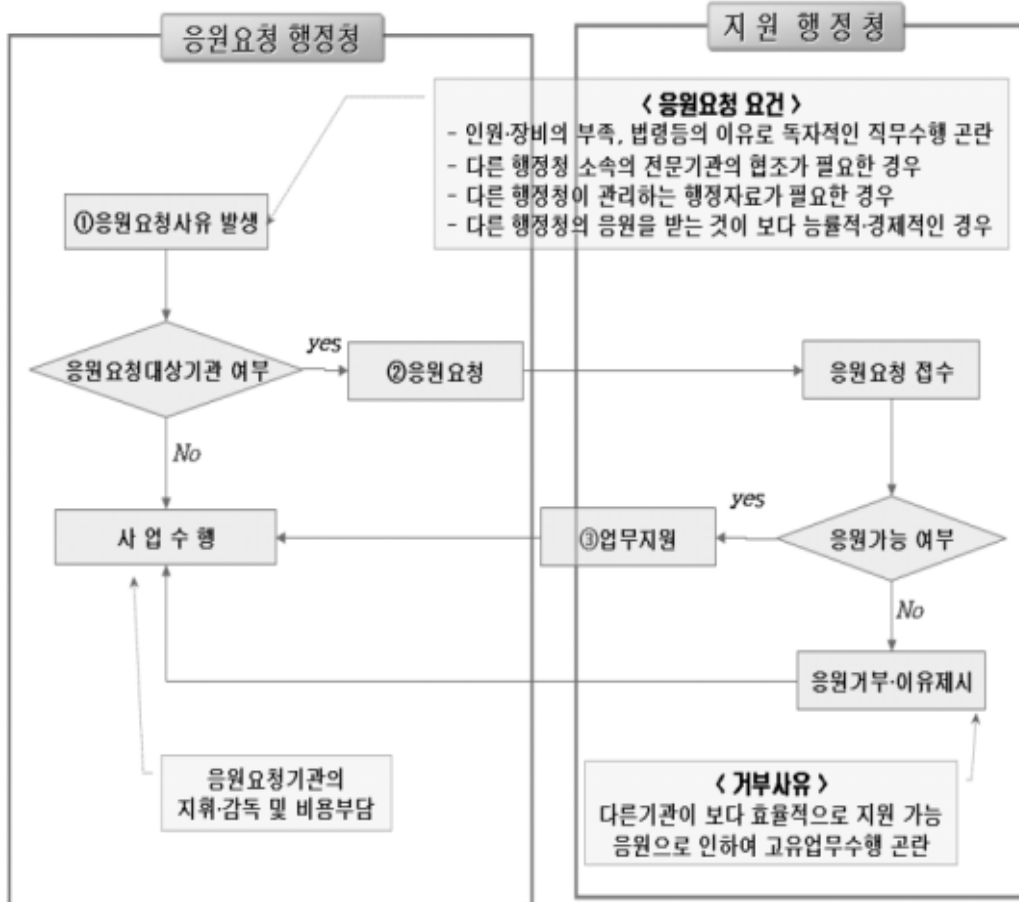 응원요청 행정청
지원 행정청
< 응원요청 요건 >
- 인원·장비의 부족, 법령등의 이유로 독자적인 직무수행 곤란
- 다른 행정청 소속의 전문기관의 협조가 필요한 경우
- 다른 행정청이 관리하는 행정자료가 필요한 경우
- 다른 행정청의 응원을 받는 것이 보다 능률적·경제적인 경우
①응원요청사유 발생
응원요청대상기관 여부
yes
②응원요청
응원요청 접수
No
사 업 수 행
③업무지원
yes
응원가능 여부
No
응원거부·이유제시
응원요청기관의
지휘·감독 및 비용부담
< 거부사유 >
다른기관이 보다 효율적으로 지원 가능
응원으로 인하여 고유업무수행 곤란